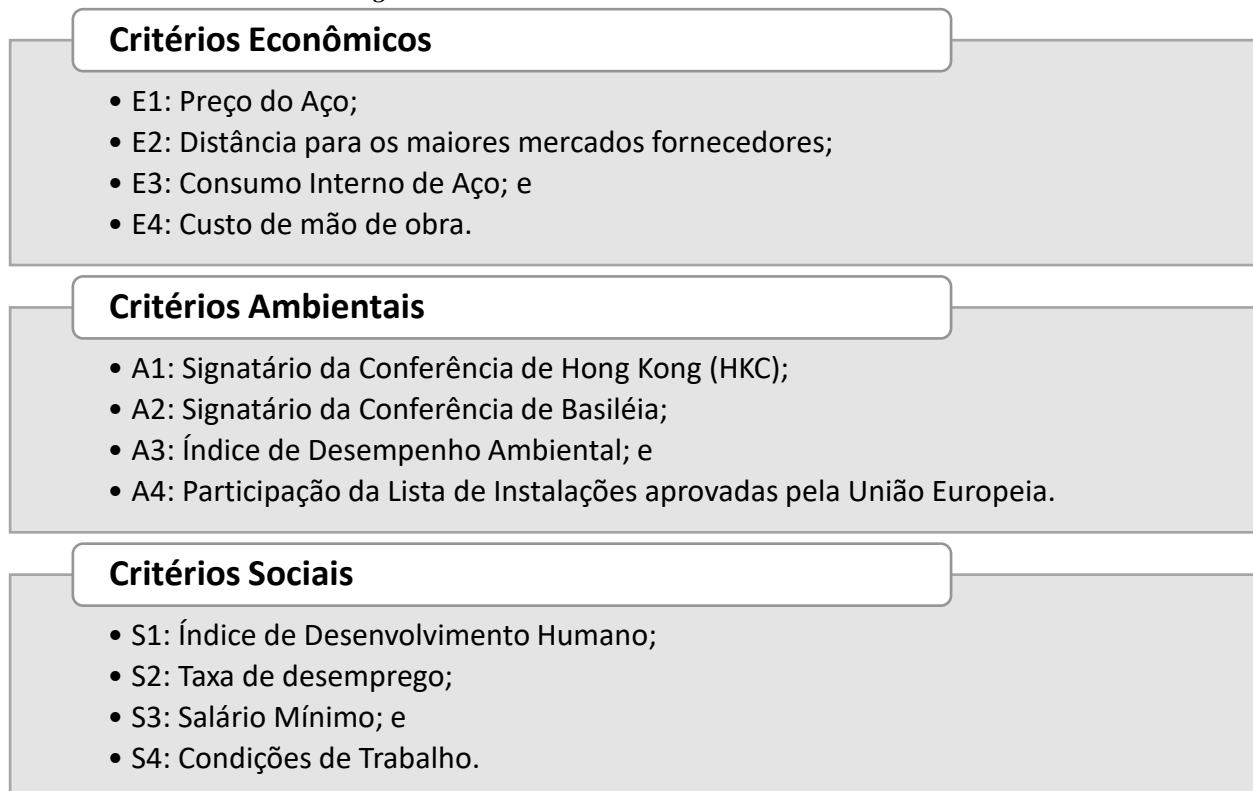 Critérios Econômicos
• E1: Preço do Aço;
• E2: Distância para os maiores mercados fornecedores;
• E3: Consumo Interno de Aço; e
• E4: Custo de mão de obra.
Critérios Ambientais
• A1: Signatário da Conferência de Hong Kong (HKC);
• A2: Signatário da Conferência de Basiléia;
• A3: Índice de Desempenho Ambiental; e
• A4: Participação da Lista de Instalações aprovadas pela União Europeia.
Critérios Sociais
• S1: Índice de Desenvolvimento Humano;
• S2: Taxa de desemprego;
• S3: Salário Mínimo; e
• S4: Condições de Trabalho.